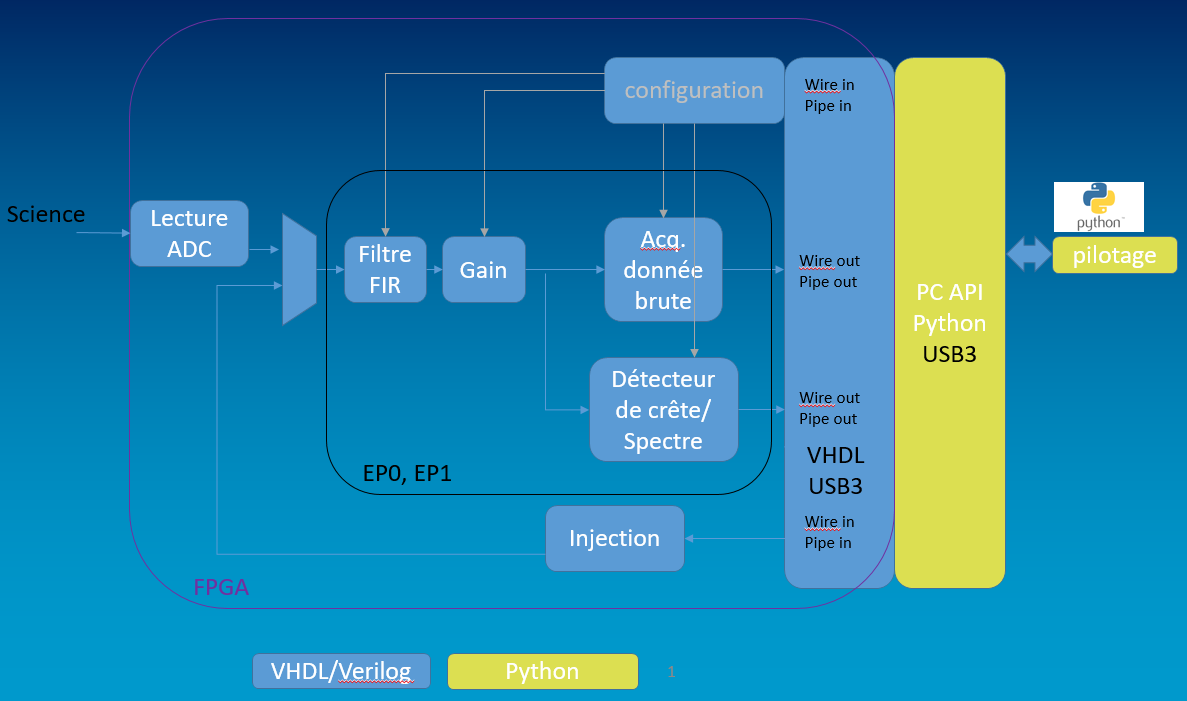 configuration
Wire in
Pipe in
Science
Lecture
ADC
Filtre
FIR
Gain
Acq.
donnée
brute
Wire out
Pipe out
python
pilotage
PC API
Python
USB3
Détecteur
de crête/
Spectre
Wire out
Pipe out
EP0, EP1
VHDL
USB3
Injection
Wire in
Pipe in
FPGA
VHDL/Verilog
Python
1